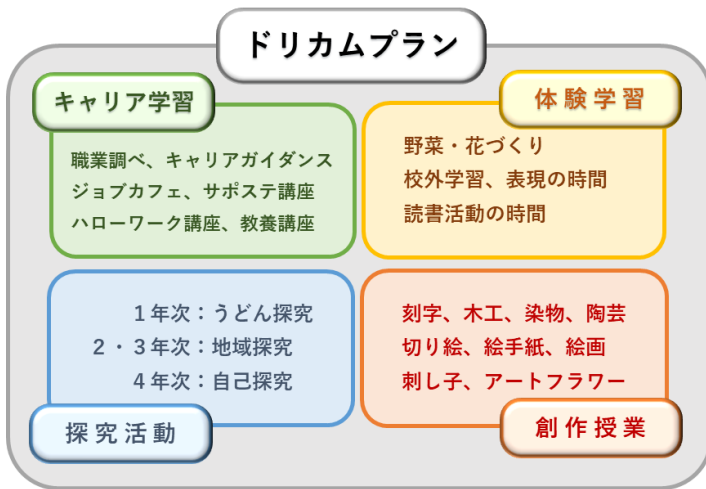 ドリカムプラン
キャリア学習
職業調べ、キャリアガイダンス
ジョブカフェ、サポステ講座
ハローワーク講座、教養講座
体験学習
野菜・花づくり
校外学習、表現の時間
読書活動の時間
1年次：うどん探究
2・3年次：地域探究
4年次：自己探究
探究活動
刻字、木工、染物、陶芸
切り絵、絵手紙、絵画
刺し子、アートフラワー
創作授業